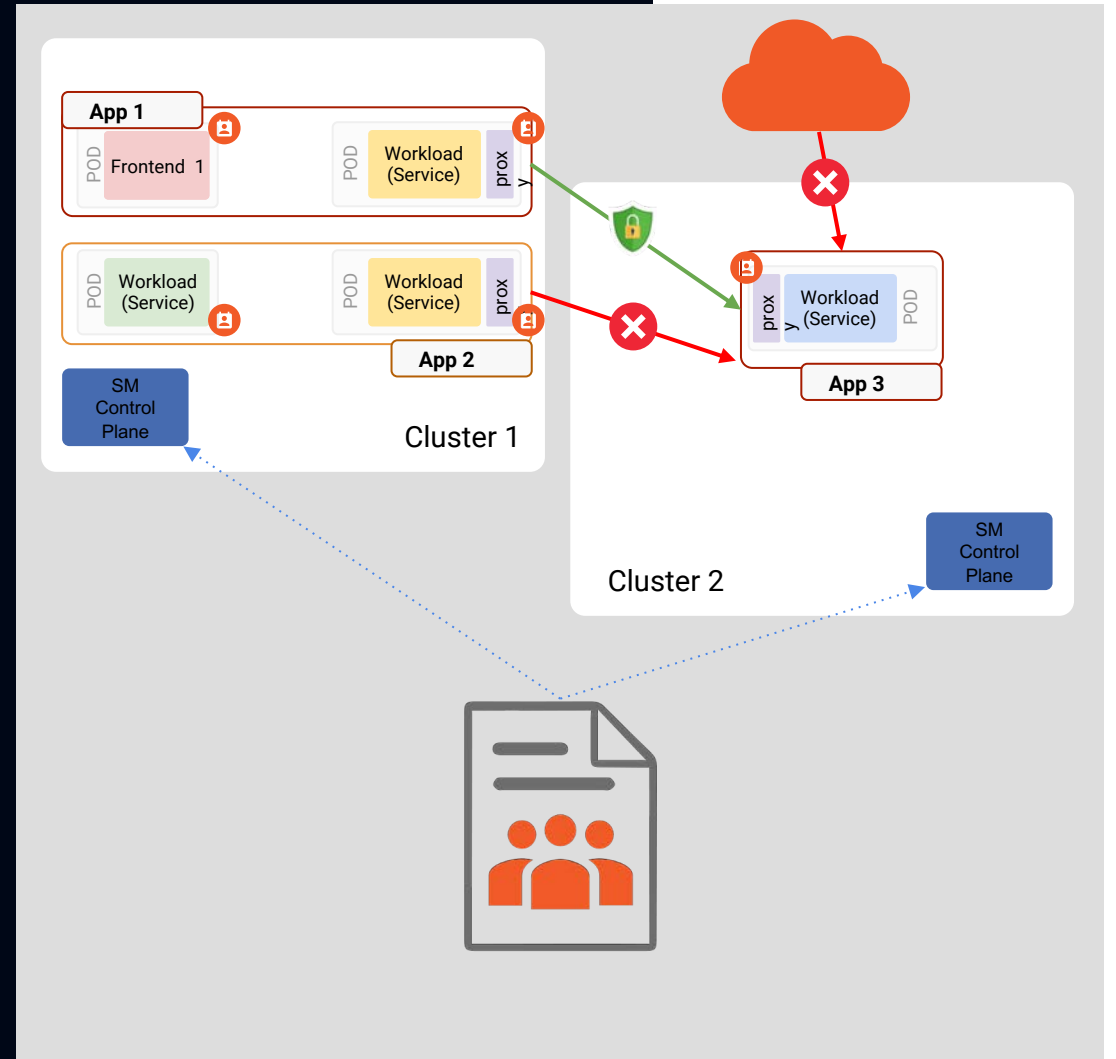 App 1
POD
Frontend 1
POD
Workload
(Service)
prox
y
POD
Workload
(Service)
POD
Workload
(Service)
prox
y
App 2
SM
Control
Plane
Cluster 1
prox
y
Workload
(Service)
POD
App 3
SM
Control
Plane
Cluster 2